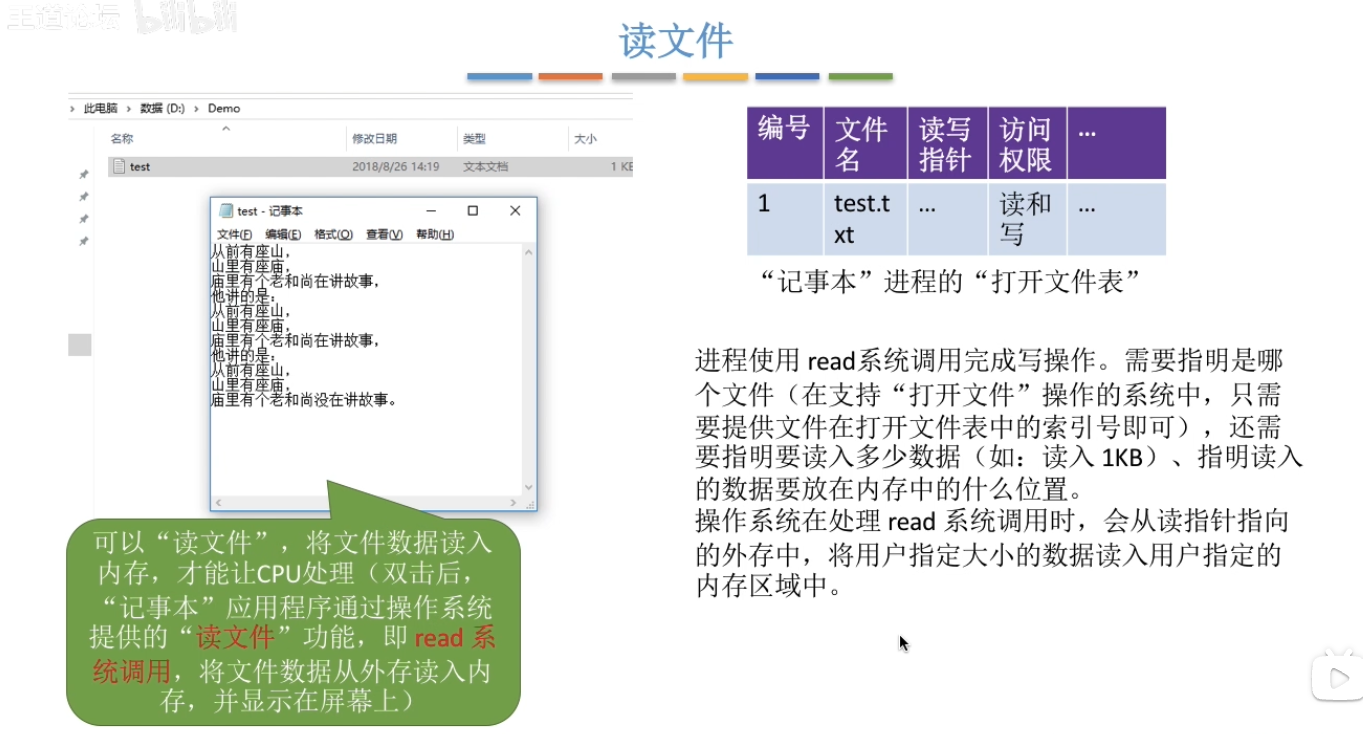 王道论坛 bilibili
读文件
› 此电脑 › 数据 (D:) › Demo
名称 修改日期 类型 大小
test 2018/8/26 14:19 文本文档 1 KB
test - 记事本
文件(F) 编辑(E) 格式(O) 查看(V) 帮助(H)
从前有座山，
山里有座庙，
庙里有个老和尚在讲故事，
他讲的是：
从前有座山，
山里有座庙，
庙里有个老和尚在讲故事，
他讲的是：
从前有座山，
山里有座庙，
庙里有个老和尚没在讲故事。
可以“读文件”，将文件数据读入
内存，才能让CPU处理（双击后，
“记事本”应用程序通过操作系统
提供的“读文件”功能，即 read 系
统调用，将文件数据从外存读入内
存，并显示在屏幕上）
编号 文件 读写 访问 ...
名 指针 权限
1 test.t ... 读和 ...
xt 写
“记事本”进程的“打开文件表”
进程使用 read系统调用完成写操作。需要指明是哪
个文件（在支持“打开文件”操作的系统中，只需
要提供文件在打开文件表中的索引号即可），还需
要指明要读入多少数据（如：读入 1KB）、指明读入
的数据要放在内存中的什么位置。
操作系统在处理 read 系统调用时，会从读指针指向
的外存中，将用户指定大小的数据读入用户指定的
内存区域中。